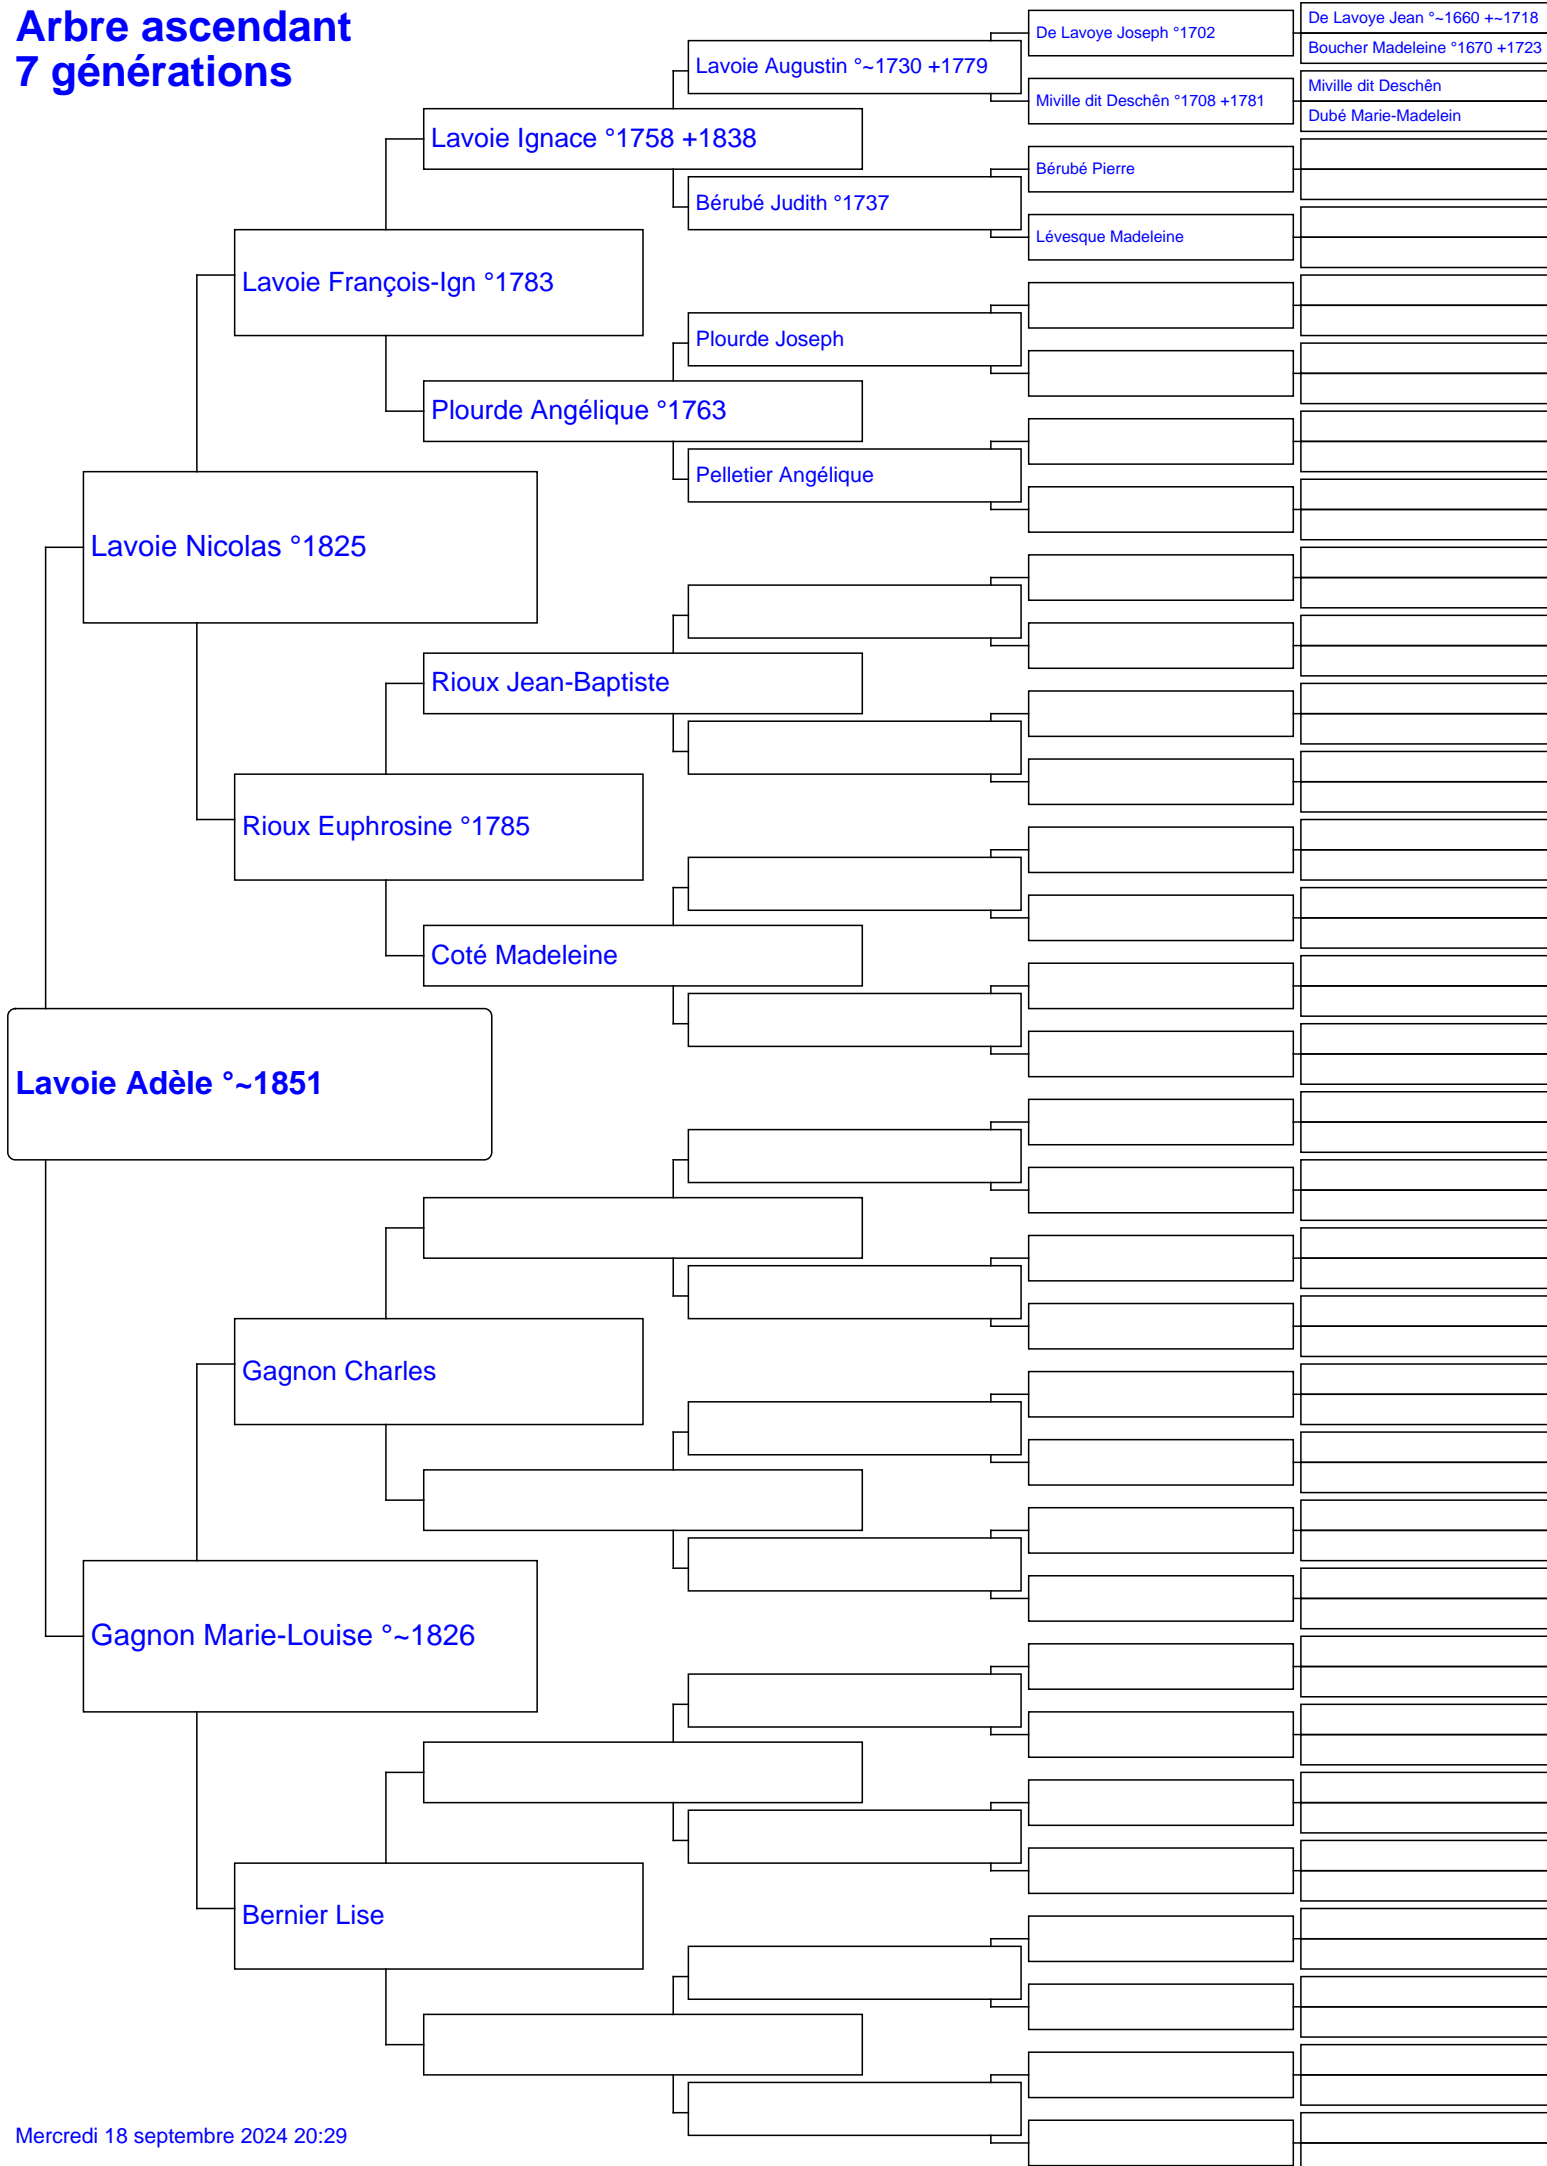 Arbre ascendant
7 générations
De Lavoye Jean °~1660 +~1718
De Lavoye Joseph °1702
Boucher Madeleine °1670 +1723
Lavoie Augustin °~1730 +1779
Miville dit Deschên
Miville dit Deschên °1708 +1781
Dubé Marie-Madelein
Lavoie Ignace °1758 +1838
Bérubé Pierre
Bérubé Judith °1737
Lévesque Madeleine
Lavoie François-Ign °1783
Plourde Joseph
Plourde Angélique °1763
Pelletier Angélique
Lavoie Nicolas °1825
Rioux Jean-Baptiste
Rioux Euphrosine °1785
Coté Madeleine
Lavoie Adèle °~1851
Gagnon Charles
Gagnon Marie-Louise °~1826
Bernier Lise
Mercredi 18 septembre 2024 20:29